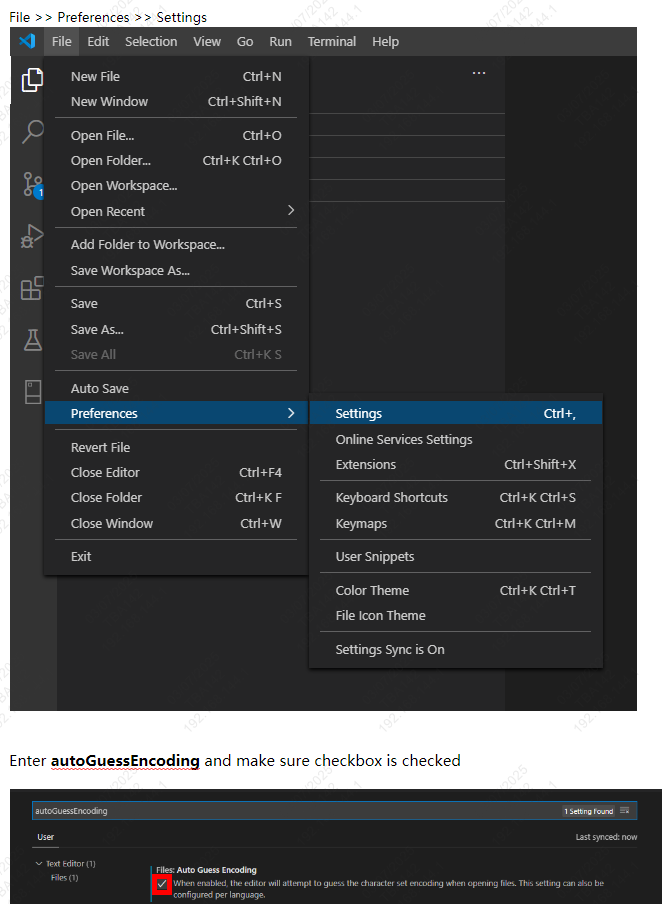 File >> Preferences >> Settings
File Edit Selection View Go Run Terminal Help
New File Ctrl+N
New Window Ctrl+Shift+N
Open File... Ctrl+O
Open Folder... Ctrl+K Ctrl+O
Open Workspace...
Open Recent
Add Folder to Workspace...
Save Workspace As...
Save Ctrl+S
Save As... Ctrl+Shift+S
Save All Ctrl+K S
Auto Save
Preferences
Revert File
Close Editor Ctrl+F4
Close Folder Ctrl+K F
Close Window Ctrl+W
Exit
Settings Ctrl+,
Online Services Settings
Extensions Ctrl+Shift+X
Keyboard Shortcuts Ctrl+K Ctrl+S
Keymaps Ctrl+K Ctrl+M
User Snippets
Color Theme Ctrl+K Ctrl+T
File Icon Theme
Settings Sync is On
1
Enter autoGuessEncoding and make sure checkbox is checked
autoGuessEncoding 1 Setting Found
User Last synced: now
Text Editor (1)
Files (1)
Files: Auto Guess Encoding
When enabled, the editor will attempt to guess the character set encoding when opening files. This setting can also be
configured per language.